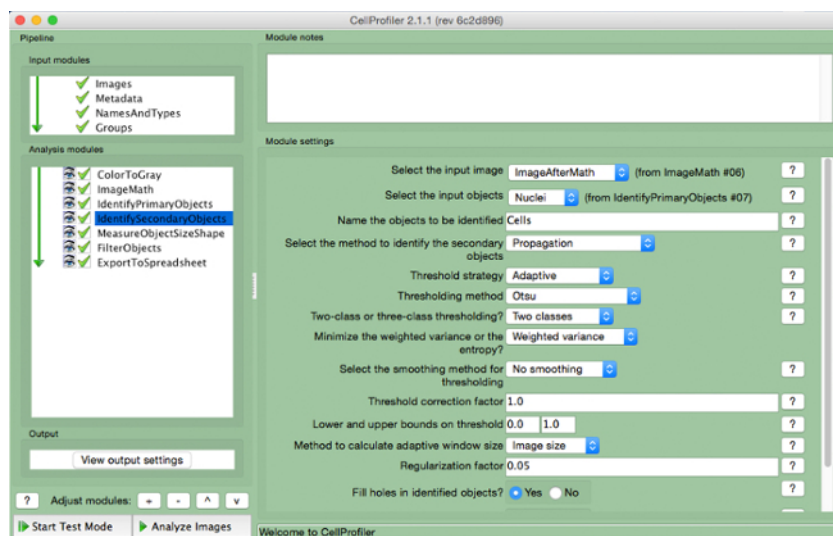 CellProfiler 2.1.1 (rev 6c2d896)
Pipeline
Input modules
Images
Metadata
NamesAndTypes
Groups
Analysis modules
ColorToGray
ImageMath
IdentifyPrimaryObjects
IdentifySecondaryObjects
MeasureObjectSizeShape
FilterObjects
ExportToSpreadsheet
Output
View output settings
? Adjust modules: + - ^ v
Start Test Mode Analyze Images
Module notes
Module settings
Select the input image ImageAfterMath (from ImageMath #06) ?
Select the input objects Nuclei (from IdentifyPrimaryObjects #07) ?
Name the objects to be identified Cells ?
Select the method to identify the secondary Propagation ?
objects
Threshold strategy Adaptive ?
Thresholding method Otsu ?
Two-class or three-class thresholding? Two classes ?
Minimize the weighted variance or the Weighted variance
entropy?
Select the smoothing method for No smoothing ?
thresholding
Threshold correction factor 1.0 ?
Lower and upper bounds on threshold 0.0 1.0 ?
Method to calculate adaptive window size Image size ?
Regularization factor 0.05 ?
Fill holes in identified objects? Yes No ?
Welcome to CellProfiler